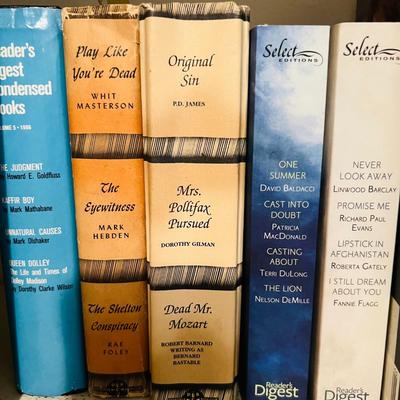 Reader's
Digest
Condensed
Books
VOLUME 5 · 1986
THE JUDGMENT
by Howard E. Goldfluss
KAFFIR BOY
by Mark Mathabane
UNNATURAL CAUSES
by Mark Olshaker
QUEEN DOLLEY
The Life and Times of
Dolley Madison
by Dorothy Clarke Wilson
Play Like
You're Dead
WHIT
MASTERSON
The
Eyewitness
MARK
HEBDEN
The Shelton
Conspiracy
RAE
FOLEY
Original
Sin
P.D. JAMES
Mrs.
Pollifax
Pursued
DOROTHY GILMAN
Dead Mr.
Mozart
ROBERT BARNARD
WRITING AS
BERNARD
BASTABLE
Select
EDITIONS
ONE
SUMMER
DAVID BALDACCI
CAST INTO
DOUBT
PATRICIA
MACDONALD
CASTING
ABOUT
TERRI DULONG
THE LION
NELSON DEMILLE
Reader's
Digest
Select
EDITIONS
NEVER
LOOK AWAY
LINWOOD BARCLAY
PROMISE ME
RICHARD PAUL
EVANS
LIPSTICK IN
AFGHANISTAN
ROBERTA GATELY
I STILL DREAM
ABOUT YOU
FANNIE FLAGG
Reader's
Digest